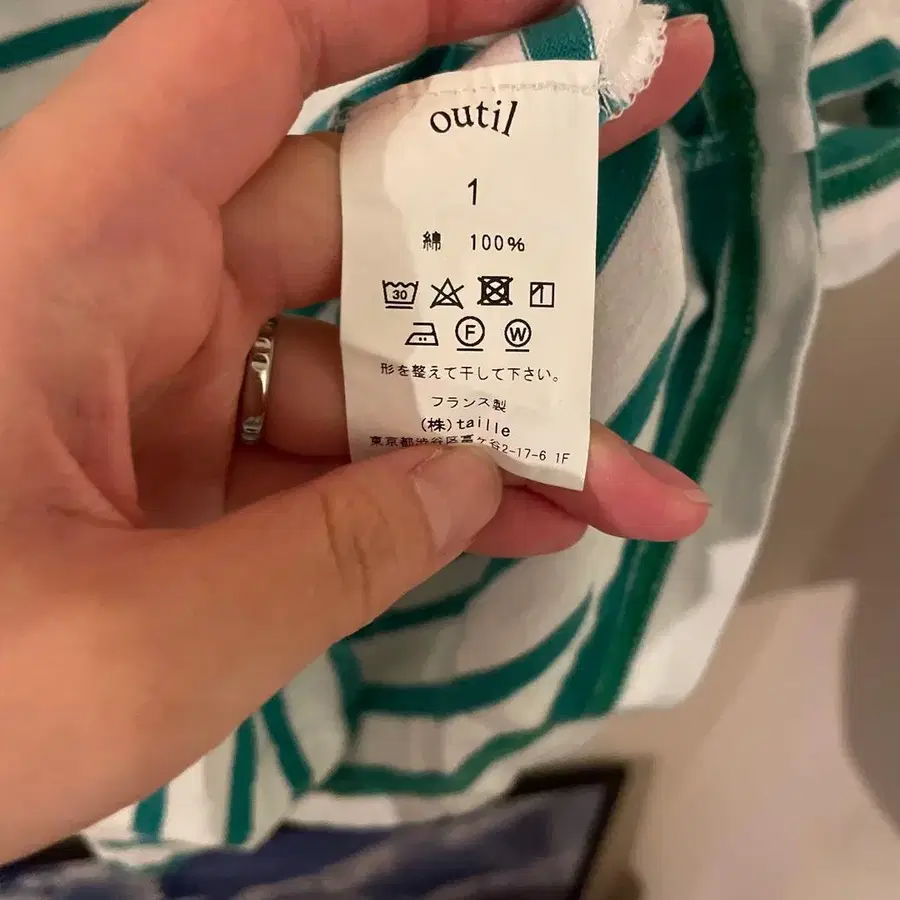 outil
1
綿 100%
30
F W
形を整えて干して下さい。
フランス製
(株)taille
東京都渋谷区富ヶ谷2-17-6 1F